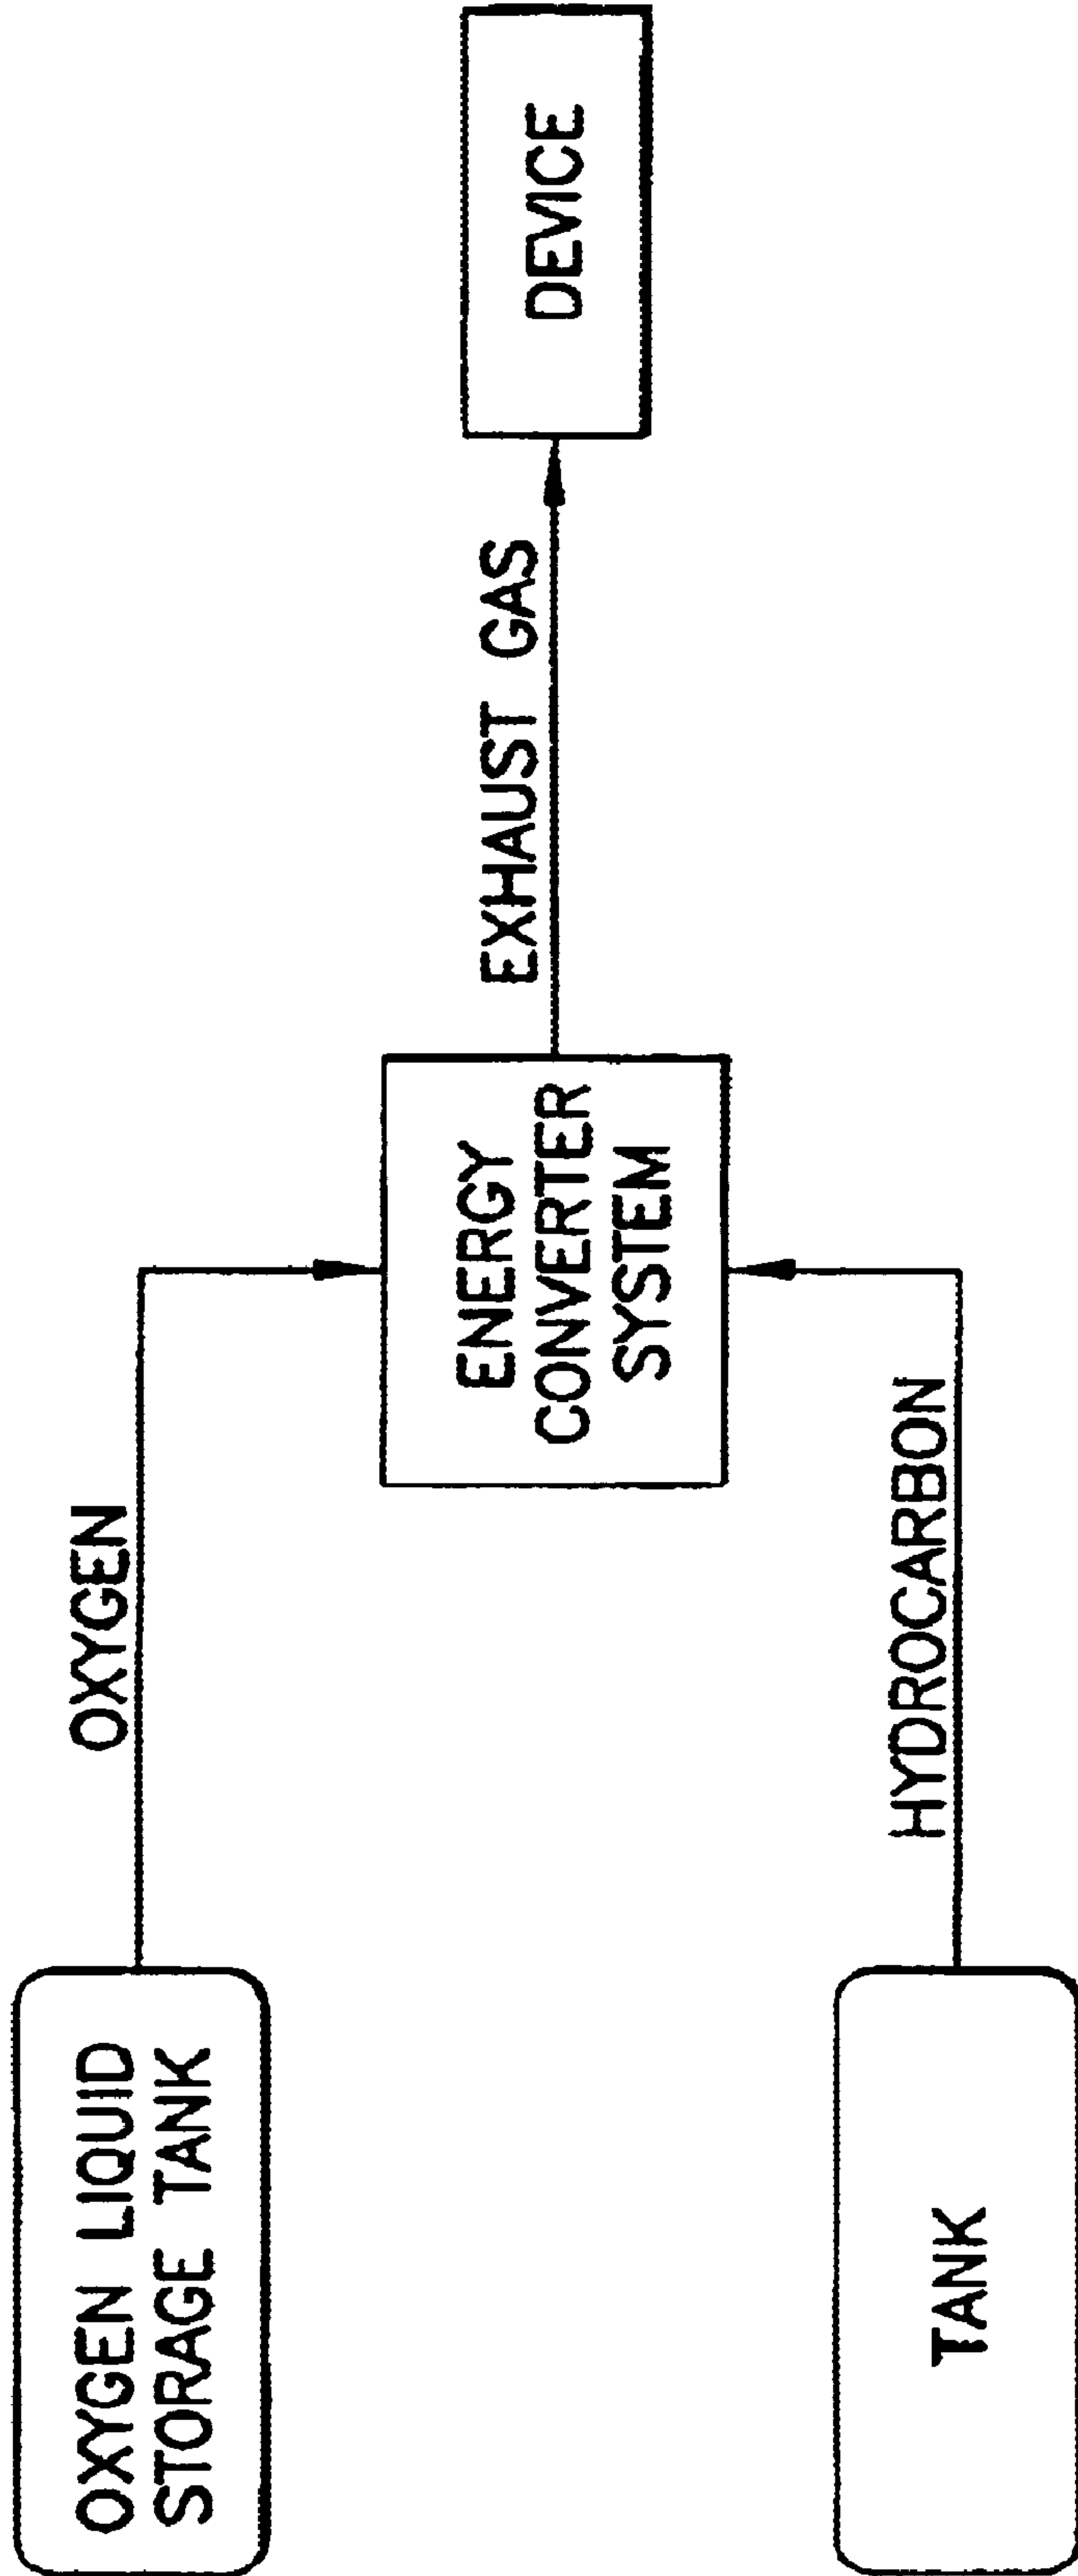 OXYGEN LIQUID
STORAGE TANK
OXYGEN
ENERGY
CONVERTER
SYSTEM
EXHAUST GAS
DEVICE
TANK
HYDROCARBON